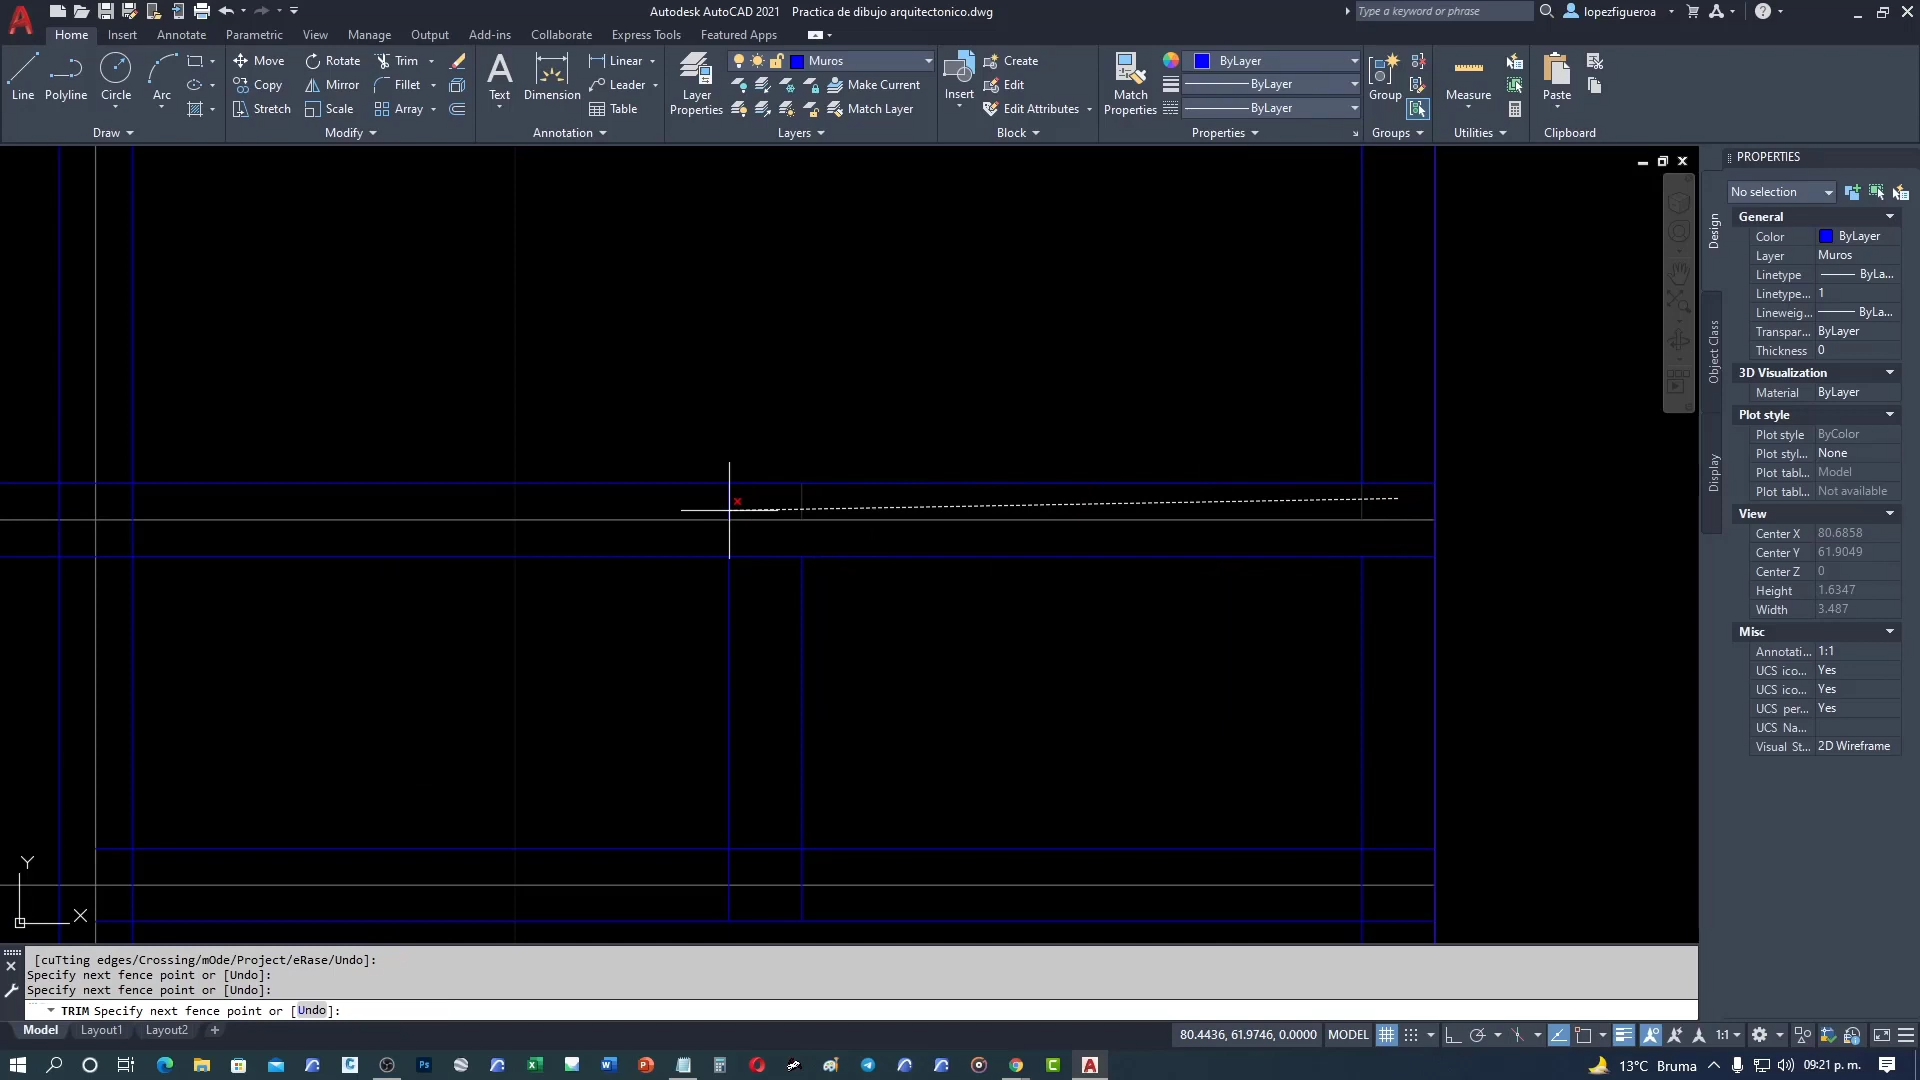 Autodesk AutoCAD 2021 Practica de dibujo arquitectonico.dwg
Type a keyword or phrase
lopezfigueroa
Home Insert Annotate Parametric View Manage Output Add-ins Collaborate Express Tools Featured Apps
Line Polyline Circle Arc
Move Rotate Trim
Copy Mirror Fillet
Stretch Scale Array
Text Dimension
Linear
Leader
Table
Layer Properties
Muros
Make Current
Match Layer
Insert
Create
Edit
Edit Attributes
Match Properties
ByLayer
ByLayer
ByLayer
Group
Measure
Paste
Draw Modify Annotation Layers Block Properties Groups Utilities Clipboard
PROPERTIES
No selection
Design
Object Class
Display
General
Color ByLayer
Layer Muros
Linetype ByLa...
Linetype... 1
Lineweig... ByLa...
Transpar... ByLayer
Thickness 0
3D Visualization
Material ByLayer
Plot style
Plot style ByColor
Plot styl... None
Plot tabl... Model
Plot tabl... Not available
View
Center X 80.6858
Center Y 61.9049
Center Z 0
Height 1.6347
Width 3.487
Misc
Annotati... 1:1
UCS ico... Yes
UCS ico... Yes
UCS per... Yes
UCS Na...
Visual St... 2D Wireframe
Y
X
[cuTting edges/Crossing/mOde/Project/eRase/Undo]:
Specify next fence point or [Undo]:
Specify next fence point or [Undo]:
TRIM Specify next fence point or [Undo]:
Model Layout1 Layout2 +
80.4436, 61.9746, 0.0000 MODEL 1:1
13°C Bruma 09:21 p. m.